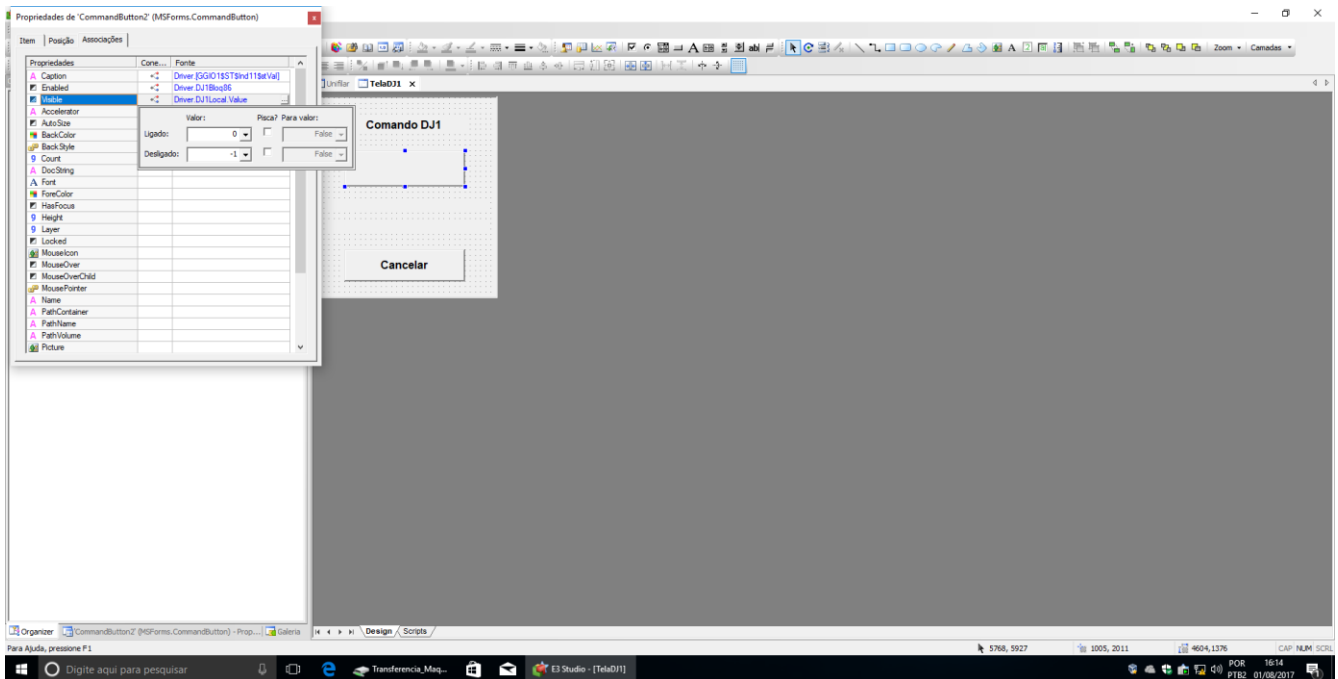 Propriedades de 'CommandButton2' (MSForms.CommandButton)
Item Posição Associações
Propriedades Cone... Fonte
Caption Driver.[GGIO1$ST$Ind11$stVal]
Enabled Driver.DJ1Bloq86
Visible Driver.DJ1Local.Value ...
Accelerator
AutoSize
BackColor
BackStyle
Count
DocString
Font
ForeColor
HasFocus
Height
Layer
Locked
MouseIcon
MouseOver
MouseOverChild
MousePointer
Name
PathContainer
PathName
PathVolume
Picture
Valor: Pisca? Para valor:
Ligado: 0 False
Desligado: -1 False
Zoom Camadas
Unifilar TelaDJ1
Comando DJ1
Cancelar
Organizer 'CommandButton2' (MSForms.CommandButton) - Prop... Galeria Design Scripts
Para Ajuda, pressione F1 5768, 5927 1005, 2011 4604,1376 CAP NUM SCRL
Digite aqui para pesquisar Transferencia_Maq... E3 Studio - [TelaDJ1] POR PTB2 16:14 01/08/2017